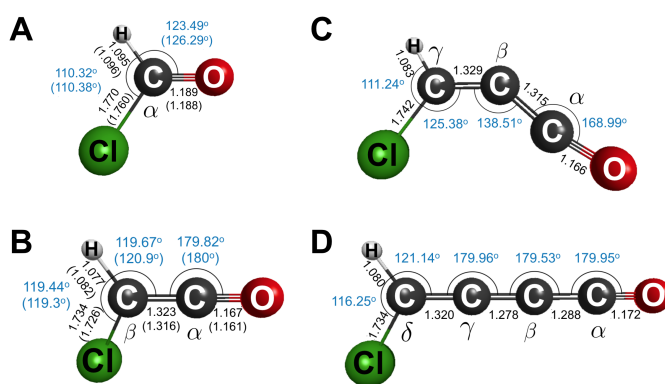 A
H
123.49°
(126.29°)
1.095
(1.096)
110.32°
(110.38°)
C
O
1.189
(1.188)
α
1.770
(1.760)
Cl
C
H
γ
β
1.083
111.24°
C
1.329
C
1.315
α
1.742
125.38°
138.51°
C
168.99°
Cl
1.166
O
B
H
119.67°
(120.9°)
179.82°
(180°)
1.077
(1.082)
119.44°
(119.3°)
C
C
O
1.323
(1.316)
1.167
(1.161)
β
α
1.734
(1.726)
Cl
D
H
121.14°
179.96°
179.53°
179.95°
1.080
116.25°
C
C
C
C
O
1.320
1.278
1.288
1.172
1.734
δ
γ
β
α
Cl